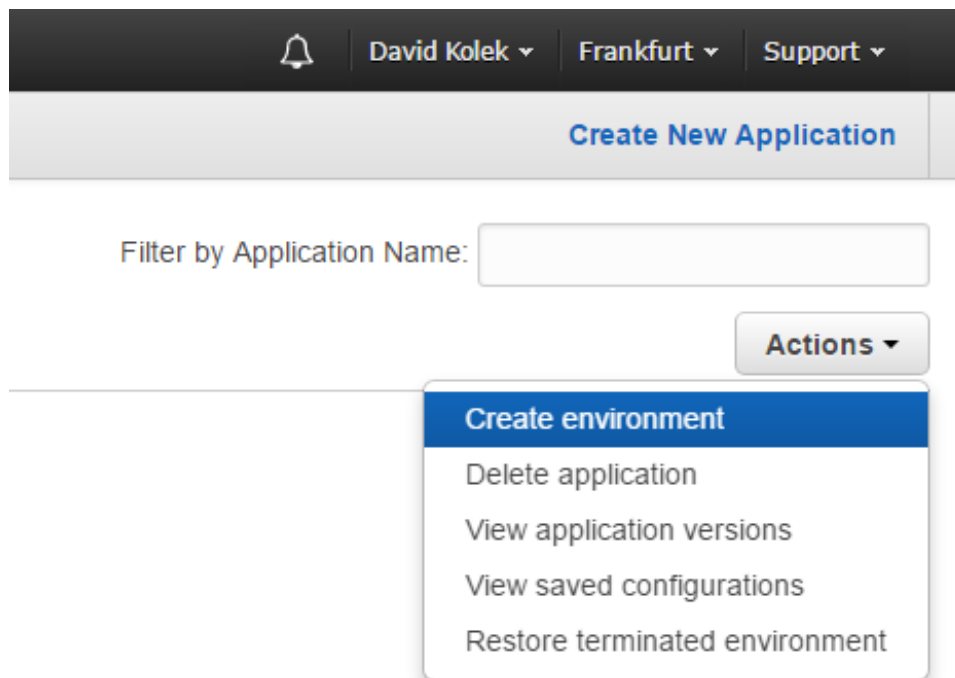 David Kolek Frankfurt Support
Create New Application
Filter by Application Name:
Actions
Create environment
Delete application
View application versions
View saved configurations
Restore terminated environment